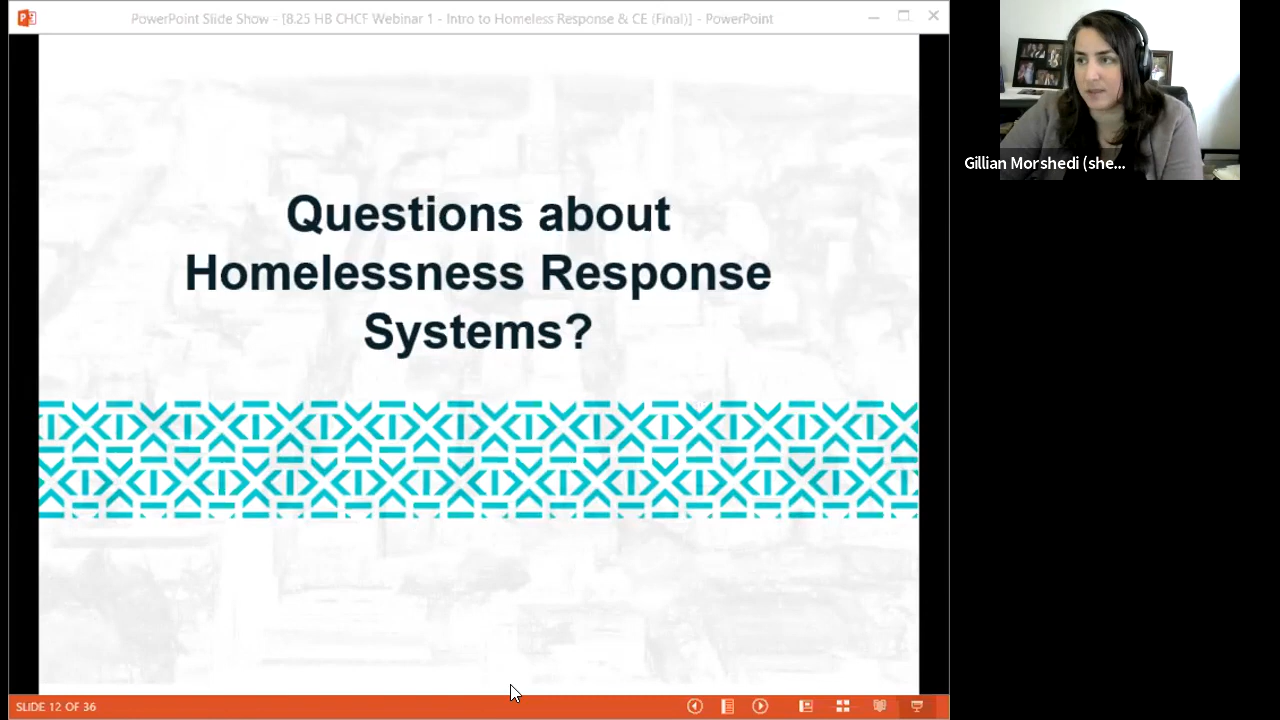 PowerPoint Slide Show - [8.25 HB CHCF Webinar 1 - Intro to Homeless Response & CE (Final)] - PowerPoint
Gillian Morshedi (she...
Questions about
Homelessness Response
Systems?
SLIDE 12 OF 36